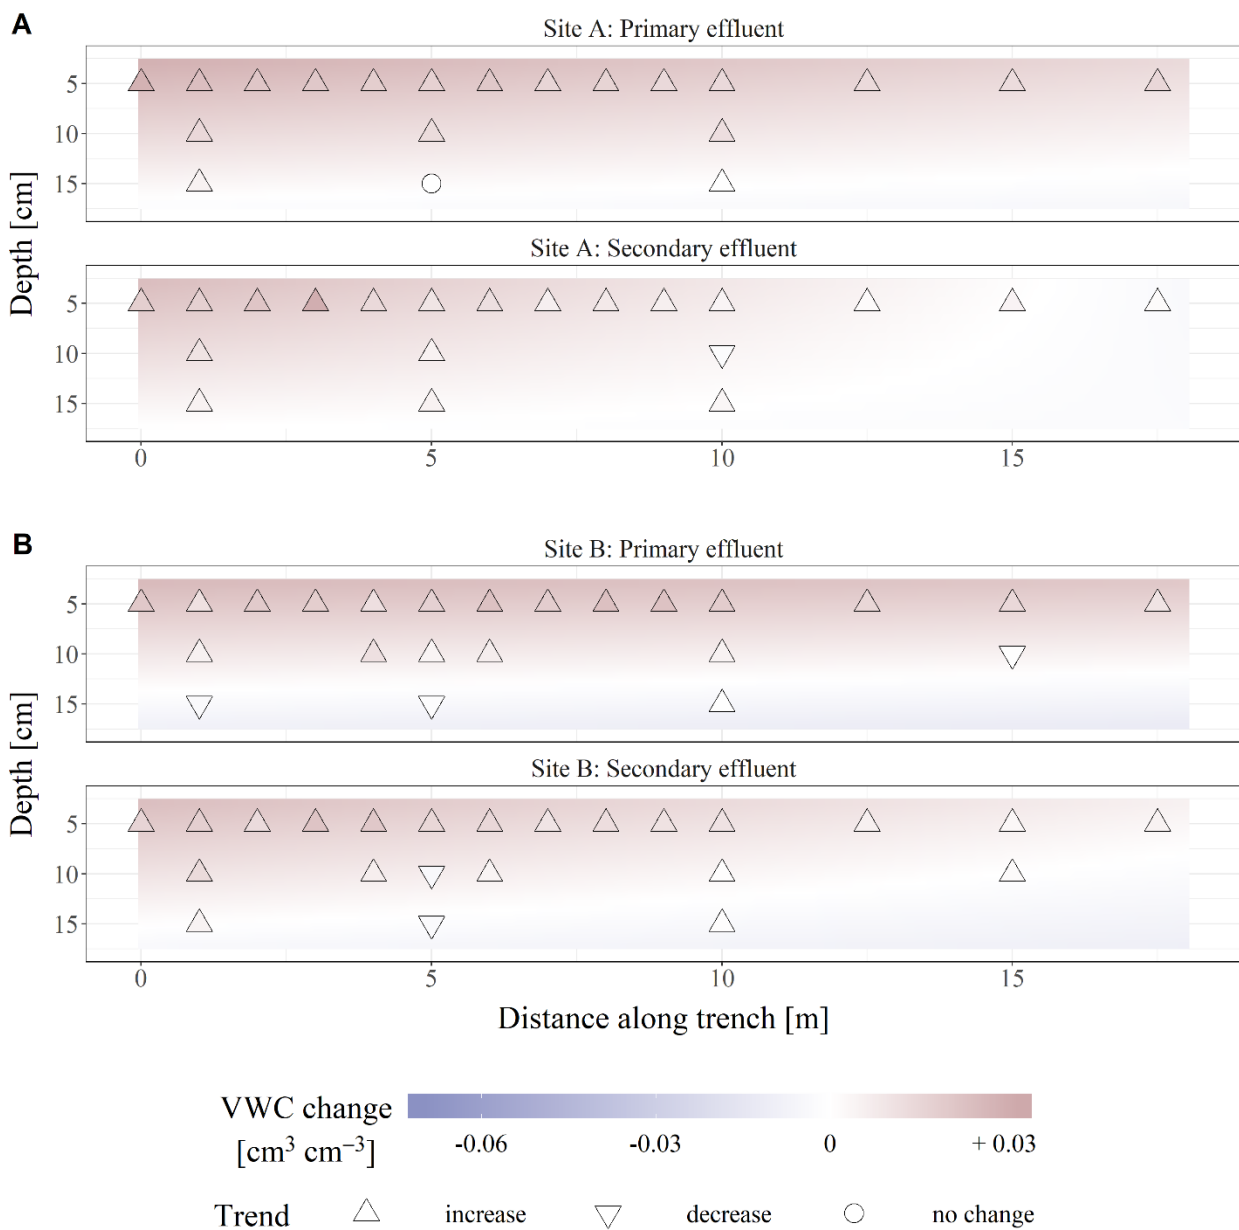 A
Site A: Primary effluent
5
10
15
Site A: Secondary effluent
5
10
15
0 5 10 15
Depth [cm]
B
Site B: Primary effluent
5
10
15
Site B: Secondary effluent
5
10
15
0 5 10 15
Depth [cm]
Distance along trench [m]
VWC change
[cm³ cm⁻³]
-0.06 -0.03 0 + 0.03
Trend increase decrease no change